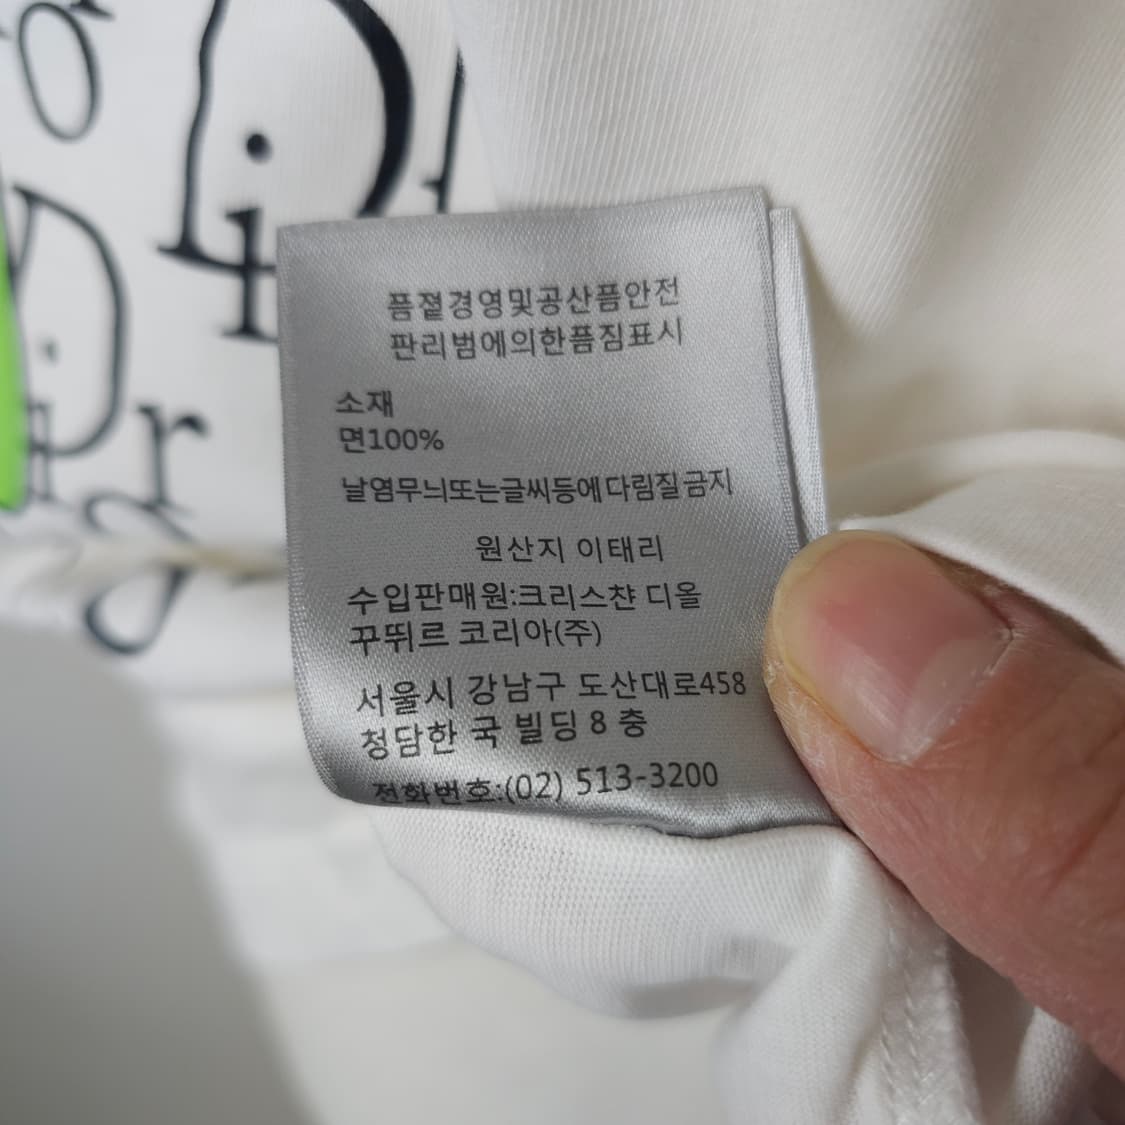 픔졀경영및공산픔안전
판리범에의한픔짐표시
소재
면100%
날염무늬또는글씨등에다림질금지
원산지 이태리
수입판매원:크리스챤 디올
꾸뛰르 코리아(주)
서울시 강남구 도산대로458
청담한 국 빌딩 8 층
전화번호:(02) 513-3200